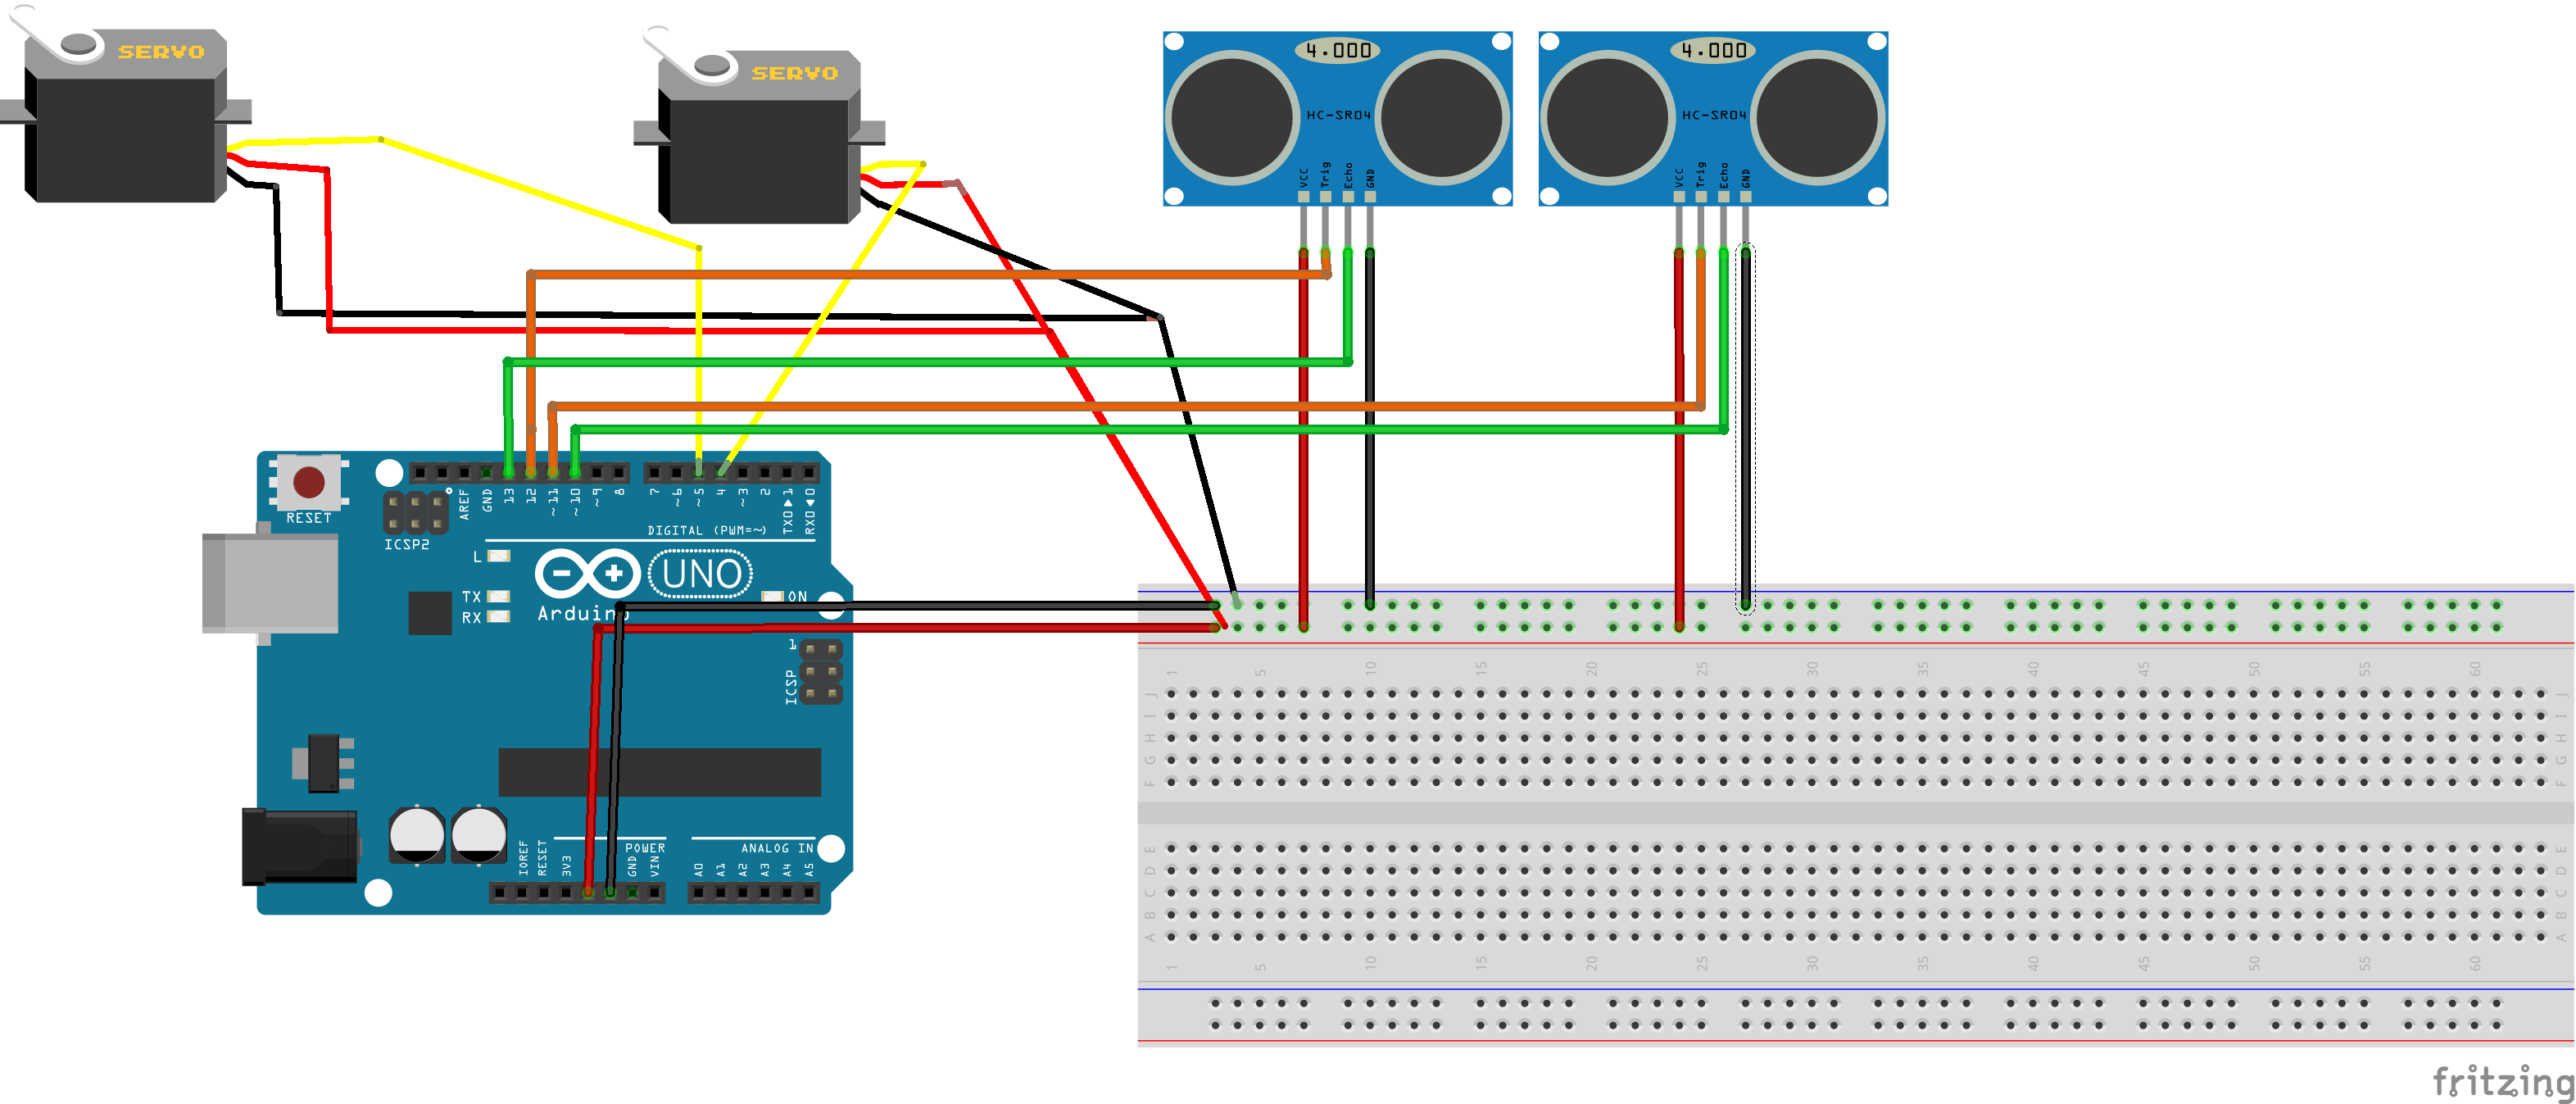 SERVO
SERVO
4.000
HC-SR04
VCC Trig Echo GND
4.000
HC-SR04
VCC Trig Echo GND
RESET
ICSP2
AREF GND 13 12 ~11 ~10 ~9 8 7 ~6 ~5 4 ~3 2 TX0▶1 RX0◀0
DIGITAL (PWM=~)
L
TX
RX
UNO
ON
Arduino
1
ICSP
IOREF RESET 3V3 GND VIN
POWER
A0 A1 A2 A3 A4 A5
ANALOG IN
1 5 10 15 20 25 30 35 40 45 50 55 60
J J
I I
H H
G G
F F
E E
D D
C C
B B
A A
1 5 10 15 20 25 30 35 40 45 50 55 60
fritzing